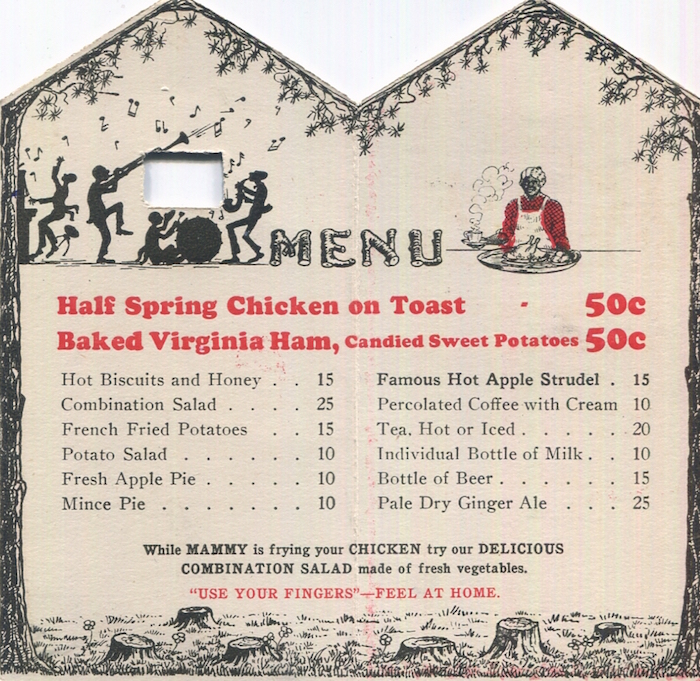 MENU
Half Spring Chicken on Toast - 50c
Baked Virginia Ham, Candied Sweet Potatoes 50c
Hot Biscuits and Honey . . 15
Combination Salad . . . . 25
French Fried Potatoes . . 15
Potato Salad . . . . . . 10
Fresh Apple Pie . . . . . 10
Mince Pie . . . . . . . 10
Famous Hot Apple Strudel . 15
Percolated Coffee with Cream 10
Tea, Hot or Iced . . . . . 20
Individual Bottle of Milk . . 10
Bottle of Beer . . . . . . 15
Pale Dry Ginger Ale . . . 25
While MAMMY is frying your CHICKEN try our DELICIOUS
COMBINATION SALAD made of fresh vegetables.
"USE YOUR FINGERS"—FEEL AT HOME.